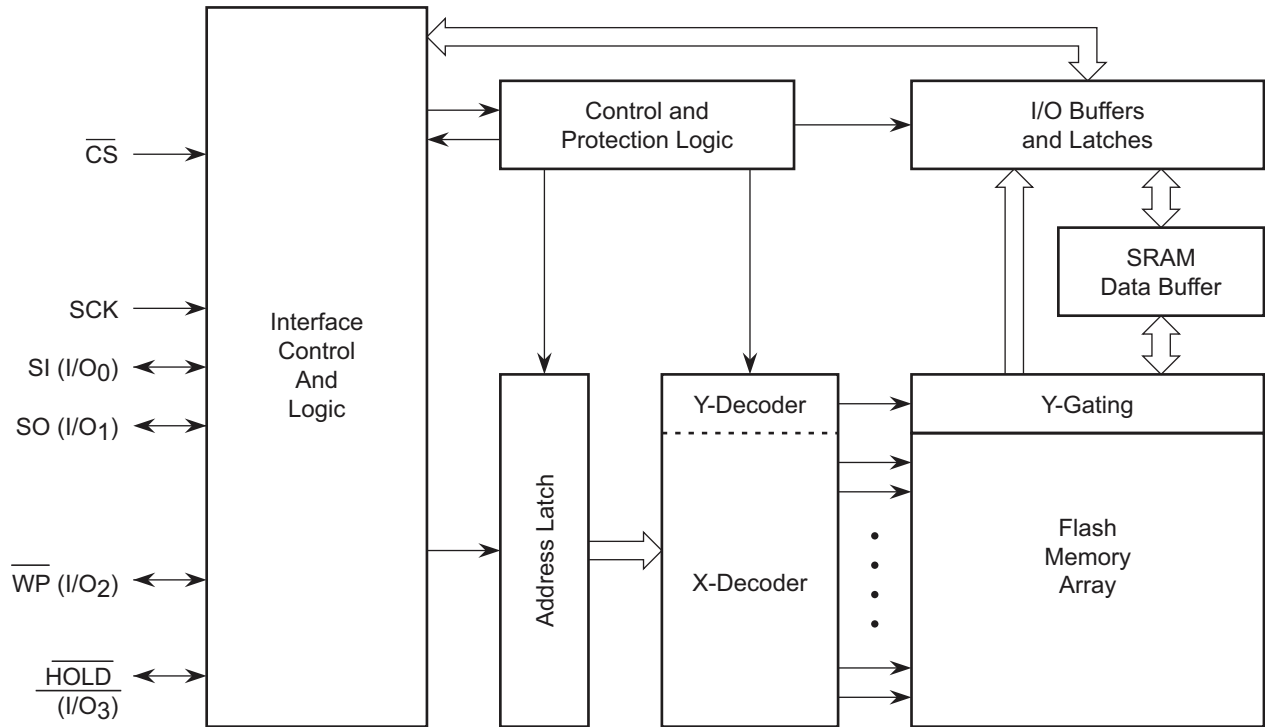 Control and
Protection Logic
I/O Buffers
and Latches
CS
SRAM
Data Buffer
SCK
Interface
Control
And
Logic
SI (I/O0)
SO (I/O1)
Y-Decoder
Y-Gating
Address Latch
X-Decoder
Flash
Memory
Array
WP (I/O2)
HOLD
(I/O3)